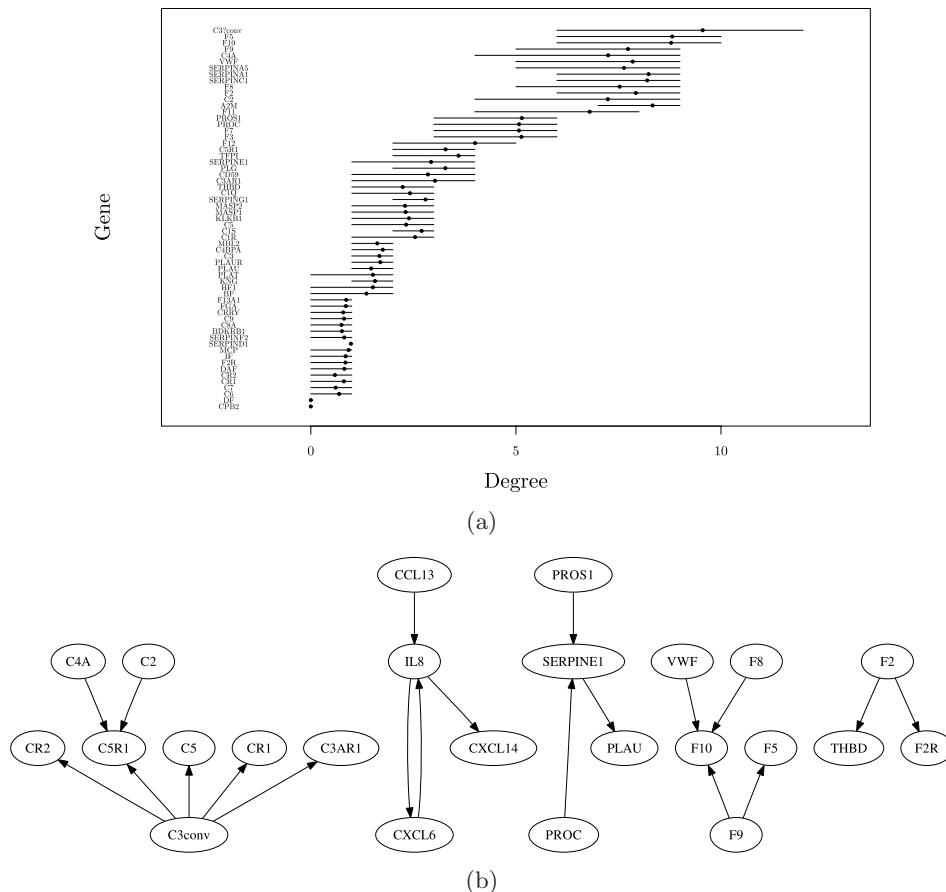 C3?conv
F5
F10
F9
C4A
VWF
SERPINA5
SERPINA1
SERPINC1
F8
F2
C2
A2M
F11
PROS1
PROC
F7
F3
F12
C5R1
TFPI
SERPINE1
PLG
CD59
C3AR1
THBD
C1Q
SERPING1
MASP2
MASP1
KLKB1
C5
C1S
C1R
MBL2
C4BPA
C3
PLAUR
PLAU
PLAT
KNG
HF1
BF
F13A1
FGA
CRRY
C9
C8A
BDKRB1
SERPINF2
SERPIND1
MCP
IF
F2R
DAF
CR2
CR1
C7
C6
DF
CPB2
Gene
0 5 10
Degree
(a)
CCL13 PROS1
C4A C2 IL8 SERPINE1 VWF F8 F2
CR2 C5R1 C5 CR1 C3AR1 CXCL14 PLAU F10 F5 THBD F2R
C3conv CXCL6 PROC F9
(b)